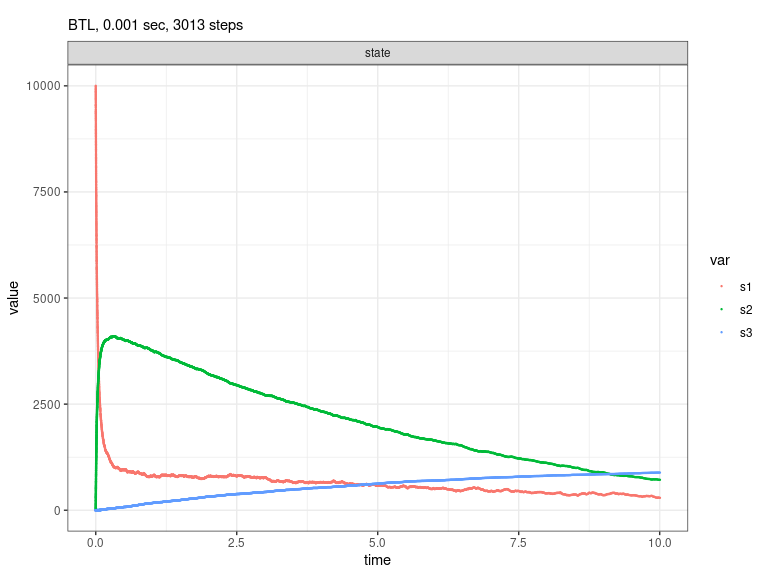 BTL, 0.001 sec, 3013 steps
state
10000
7500
5000
2500
0
value
0.0
2.5
5.0
7.5
10.0
time
var
s1
s2
s3